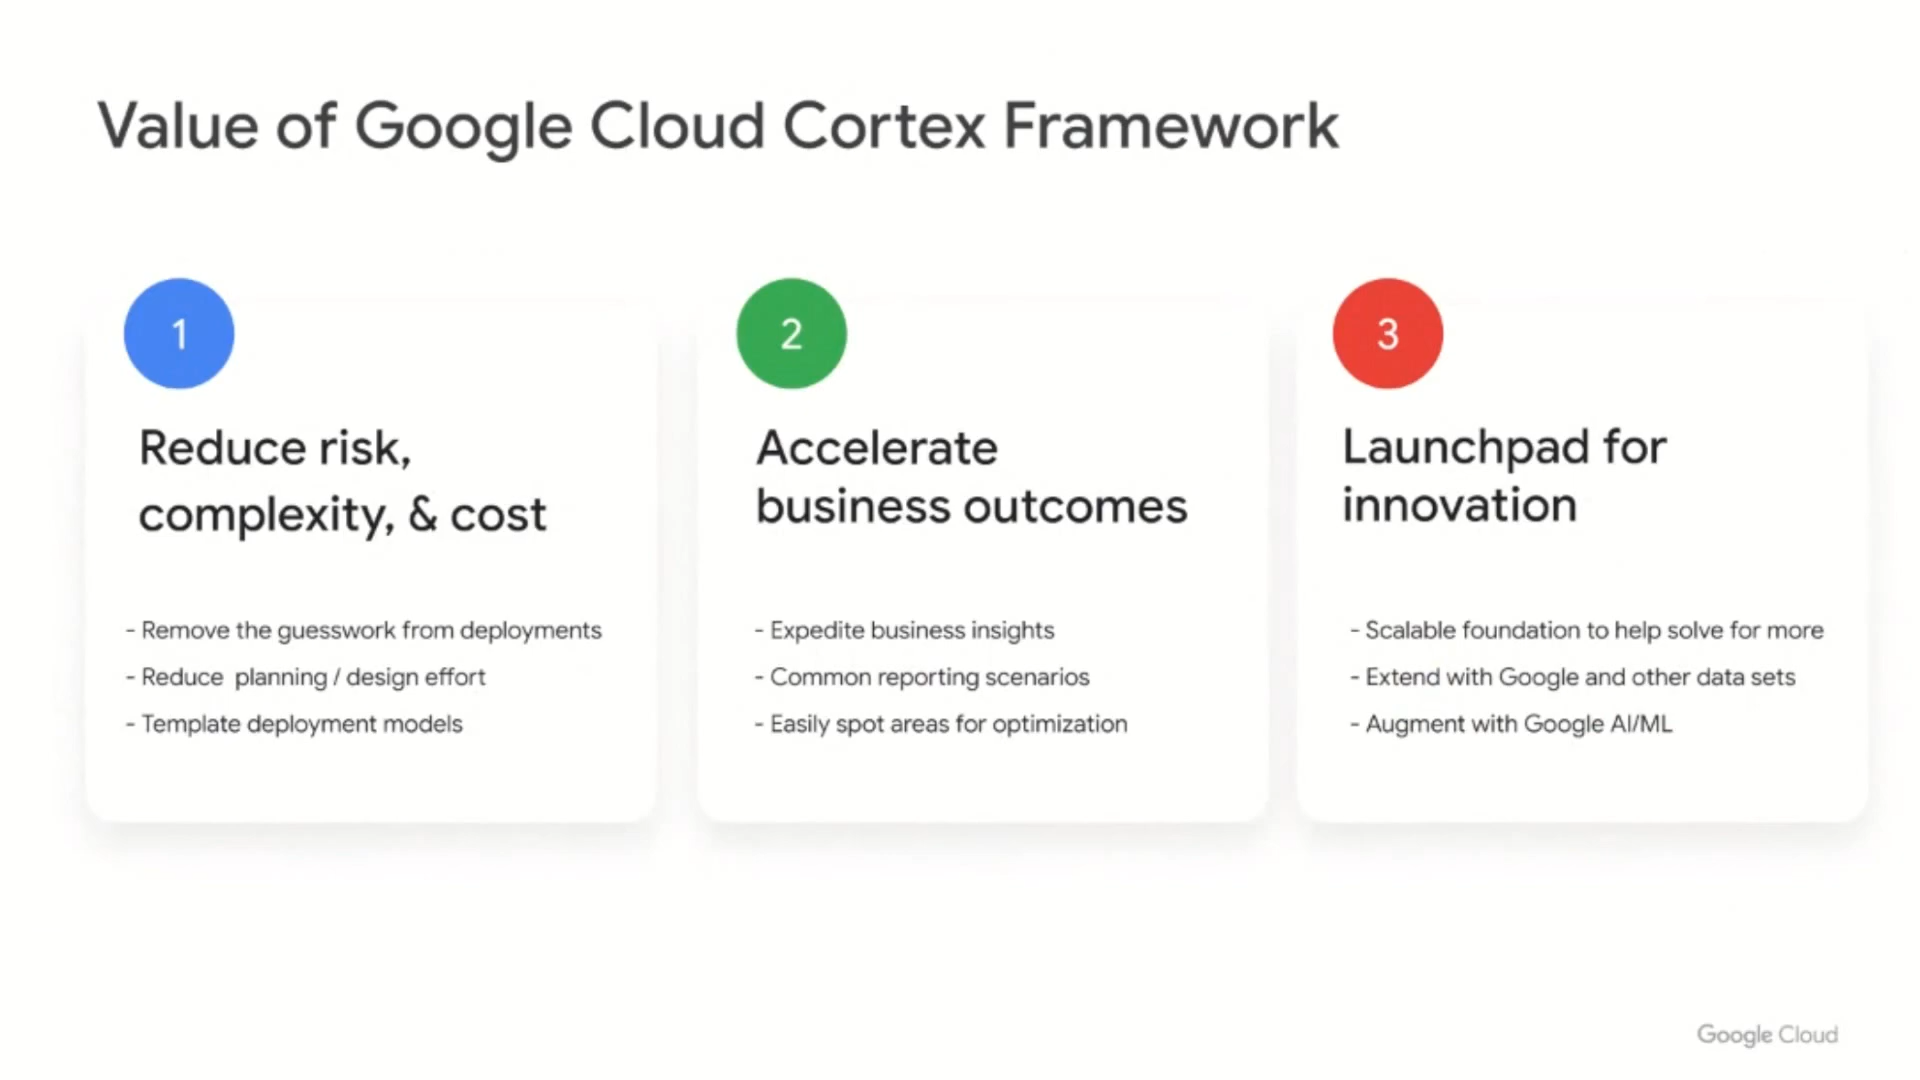 Value of Google Cloud Cortex Framework
1
Reduce risk,
complexity, & cost
- Remove the guesswork from deployments
- Reduce  planning / design effort
- Template deployment models
2
Accelerate
business outcomes
- Expedite business insights
- Common reporting scenarios
- Easily spot areas for optimization
3
Launchpad for
innovation
- Scalable foundation to help solve for more
- Extend with Google and other data sets
- Augment with Google AI/ML
Google Cloud